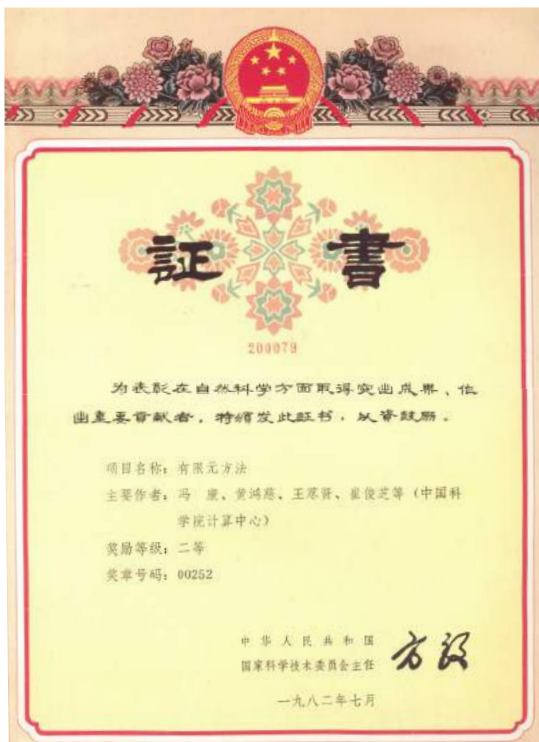 証書
200079
为表彰在自然科学方面取得突出成果、作
出重要貢献者，特颁发此証书，以资鼓励。
项目名称：有限元方法
主要作者：冯 康、黄鸿慈、王荩贤、崔俊芝等（中国科
学院计算中心）
奖励等级：二等
奖章号码：00252
中华人民共和国
国家科学技术委员会主任 方毅
一九八二年七月